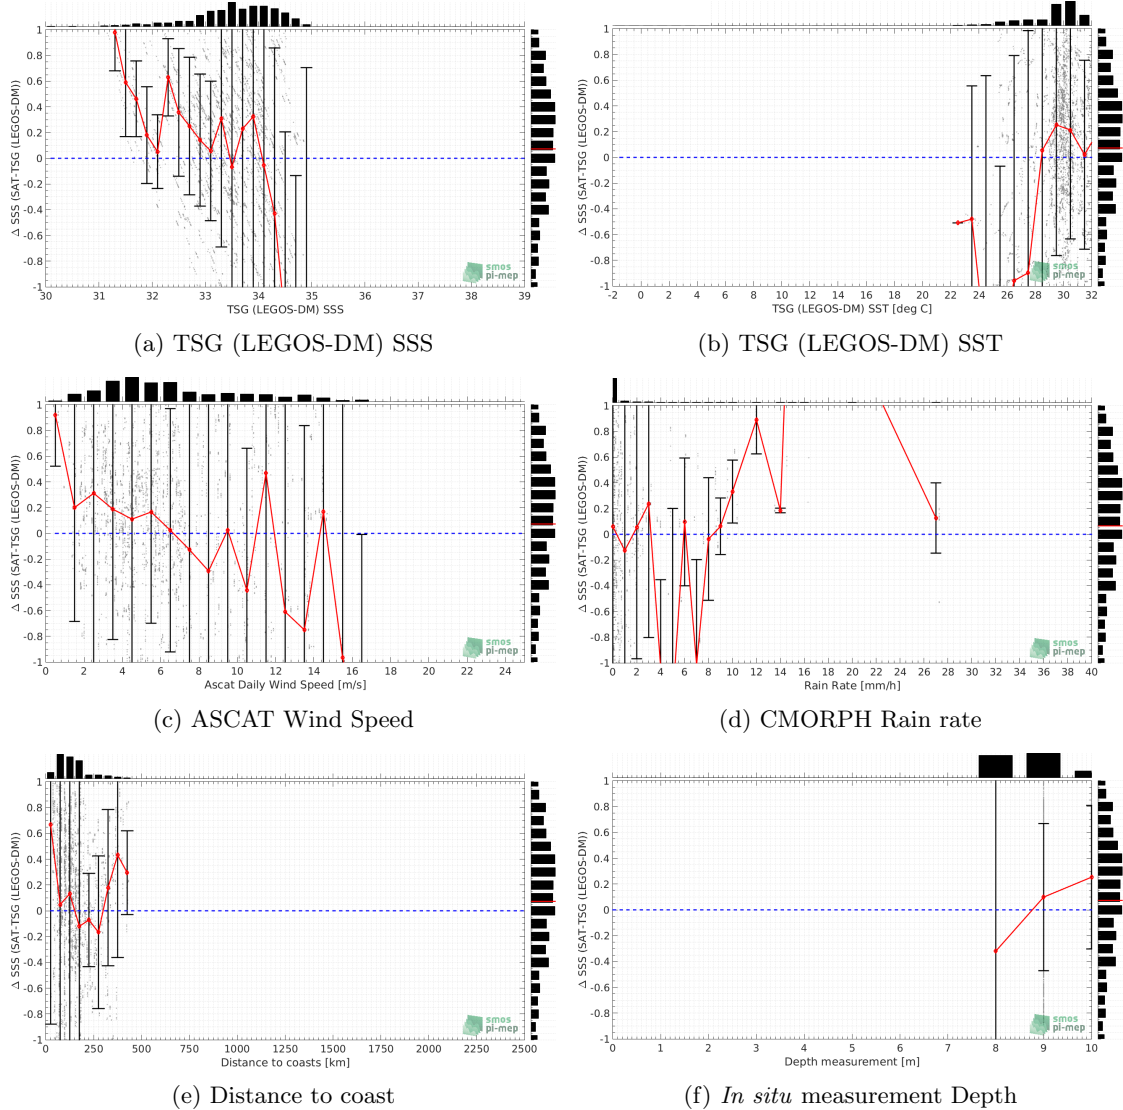 1
0.8
0.6
0.4
0.2
0
-0.2
-0.4
-0.6
-0.8
-1
Δ SSS (SAT-TSG (LEGOS-DM))
smos
pi-mep
30 31 32 33 34 35 36 37 38 39
TSG (LEGOS-DM) SSS
(a) TSG (LEGOS-DM) SSS
1
0.8
0.6
0.4
0.2
0
-0.2
-0.4
-0.6
-0.8
-1
Δ SSS (SAT-TSG (LEGOS-DM))
smos
pi-mep
-2 0 2 4 6 8 10 12 14 16 18 20 22 24 26 28 30 32
TSG (LEGOS-DM) SST [deg C]
(b) TSG (LEGOS-DM) SST
1
0.8
0.6
0.4
0.2
0
-0.2
-0.4
-0.6
-0.8
-1
Δ SSS (SAT-TSG (LEGOS-DM))
smos
pi-mep
0 2 4 6 8 10 12 14 16 18 20 22 24
Ascat Daily Wind Speed [m/s]
(c) ASCAT Wind Speed
1
0.8
0.6
0.4
0.2
0
-0.2
-0.4
-0.6
-0.8
-1
Δ SSS (SAT-TSG (LEGOS-DM))
smos
pi-mep
0 2 4 6 8 10 12 14 16 18 20 22 24 26 28 30 32 34 36 38 40
Rain Rate [mm/h]
(d) CMORPH Rain rate
1
0.8
0.6
0.4
0.2
0
-0.2
-0.4
-0.6
-0.8
-1
Δ SSS (SAT-TSG (LEGOS-DM))
smos
pi-mep
0 250 500 750 1000 1250 1500 1750 2000 2250 2500
Distance to coasts [km]
(e) Distance to coast
1
0.8
0.6
0.4
0.2
0
-0.2
-0.4
-0.6
-0.8
-1
Δ SSS (SAT-TSG (LEGOS-DM))
smos
pi-mep
0 1 2 3 4 5 6 7 8 9 10
Depth measurement [m]
(f) In situ measurement Depth